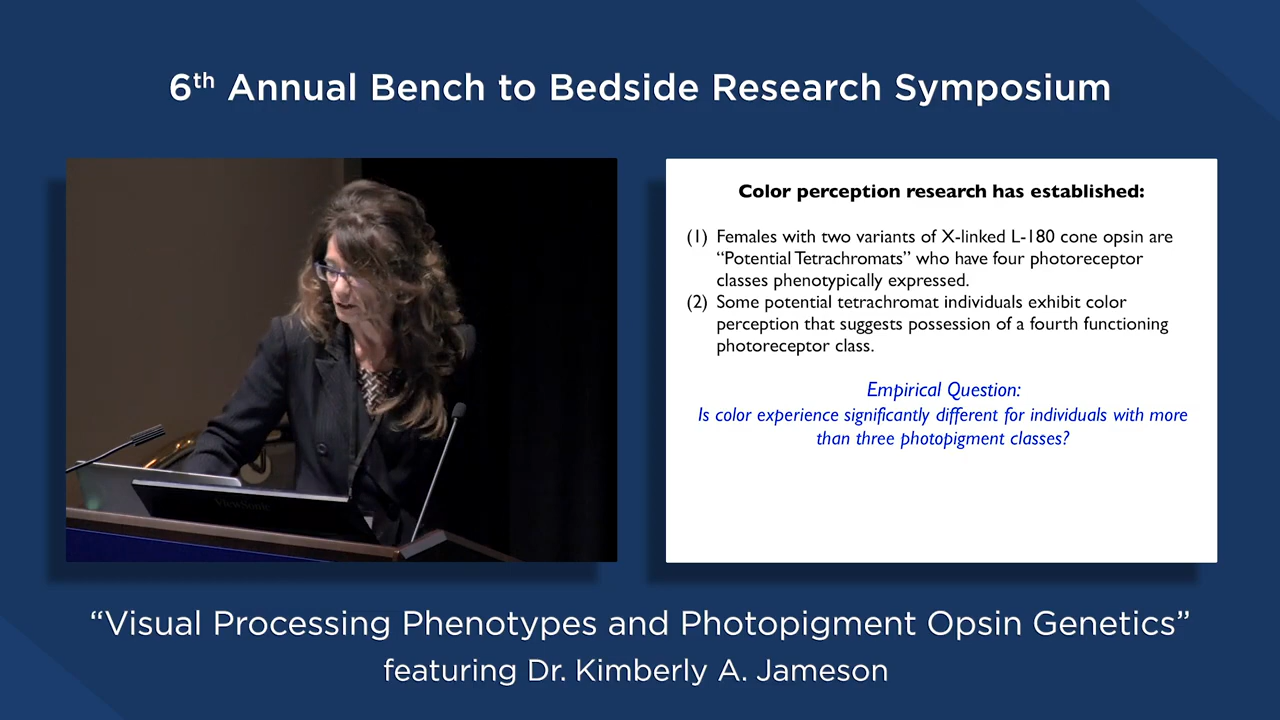 6th Annual Bench to Bedside Research Symposium
Color perception research has established:
(1) Females with two variants of X-linked L-180 cone opsin are
“Potential Tetrachromats” who have four photoreceptor
classes phenotypically expressed.
(2) Some potential tetrachromat individuals exhibit color
perception that suggests possession of a fourth functioning
photoreceptor class.
Empirical Question:
Is color experience significantly different for individuals with more
than three photopigment classes?
ViewSonic
“Visual Processing Phenotypes and Photopigment Opsin Genetics”
featuring Dr. Kimberly A. Jameson